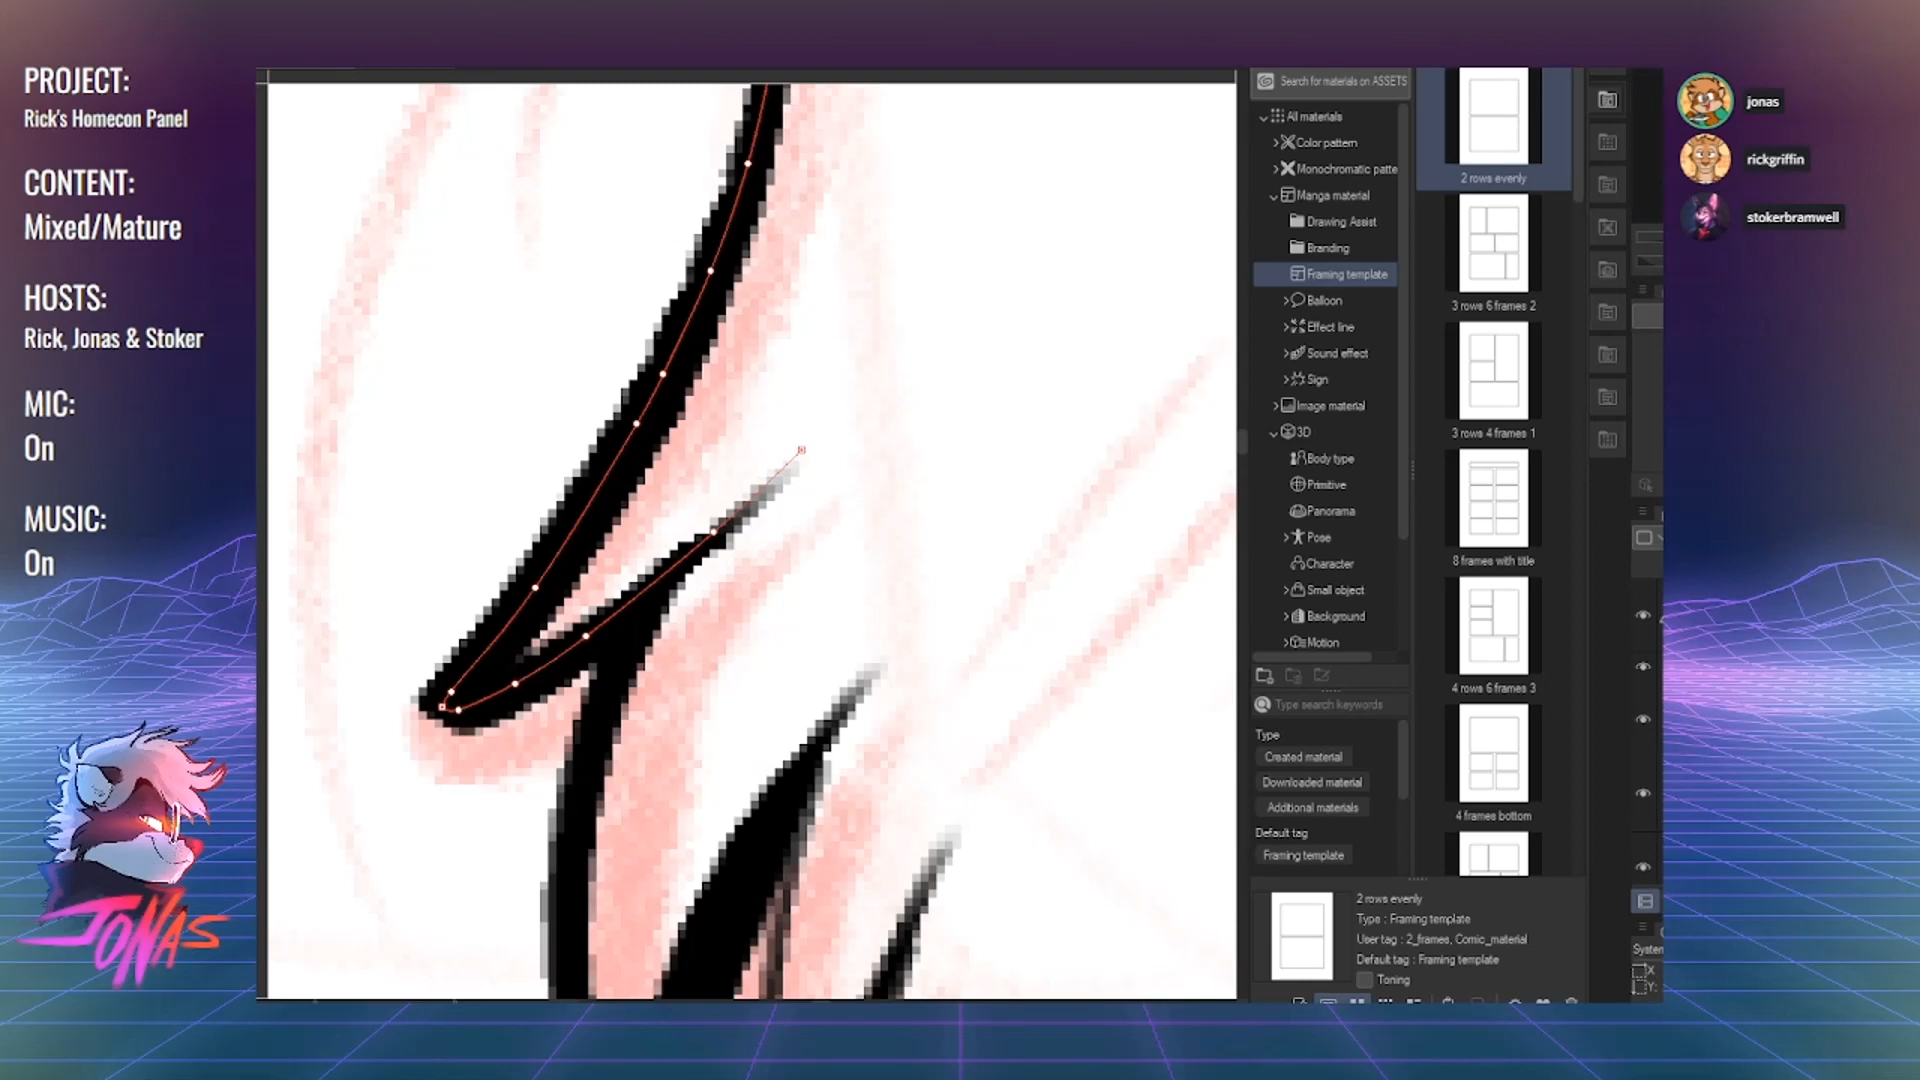 PROJECT:
Rick's Homecon Panel
CONTENT:
Mixed/Mature
HOSTS:
Rick, Jonas & Stoker
MIC:
On
MUSIC:
On
JONAS
Search for materials on ASSETS
All materials
Color pattern
Monochromatic patte
Manga material
Drawing Assist
Branding
Framing template
Balloon
Effect line
Sound effect
Sign
Image material
3D
Body type
Primitive
Panorama
Pose
Character
Small object
Background
Motion
Type search keywords
Type
Created material
Downloaded material
Additional materials
Default tag
Framing template
2 rows evenly
3 rows 6 frames 2
3 rows 4 frames 1
8 frames with title
4 rows 6 frames 3
4 frames bottom
2 rows evenly
Type : Framing template
User tag : 2_frames, Comic_material
Default tag : Framing template
Toning
System
X
Y:
jonas
rickgriffin
stokerbramwell